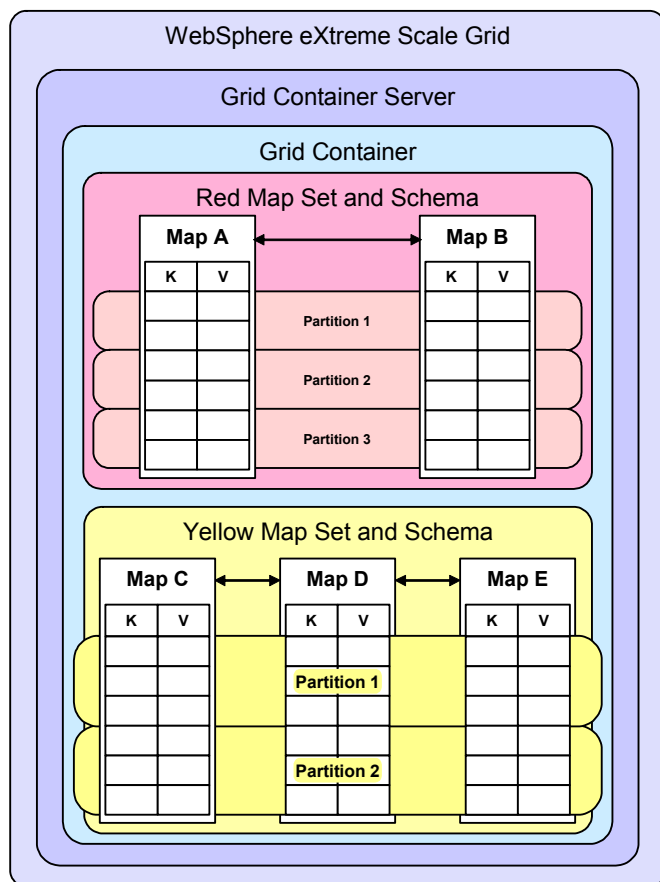 WebSphere eXtreme Scale Grid
Grid Container Server
Grid Container
Red Map Set and Schema
Map A
Map B
K V
K V
Partition 1
Partition 2
Partition 3
Yellow Map Set and Schema
Map C
Map D
Map E
K V
K V
K V
Partition 1
Partition 2